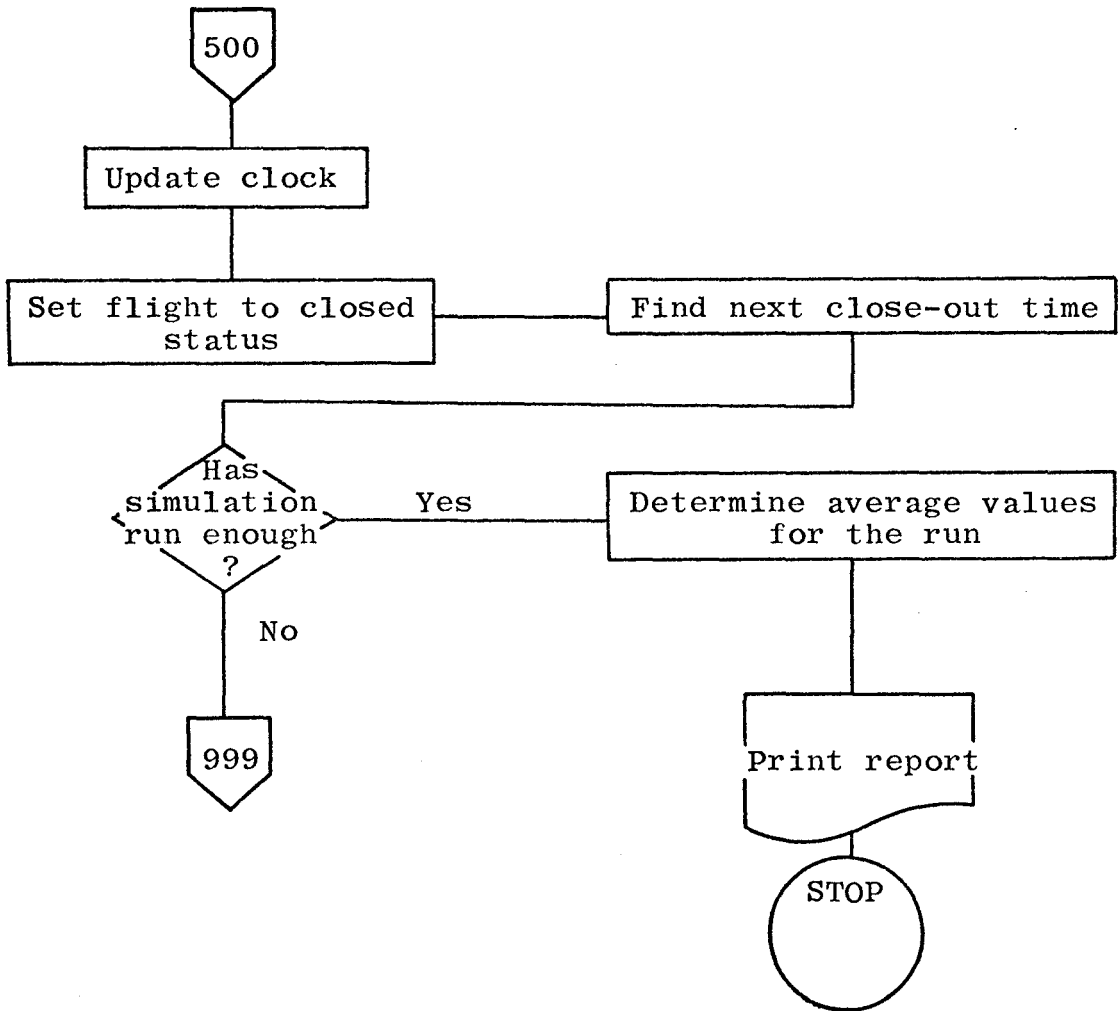 500
Update clock
Set flight to closed
status
Find next close-out time
Has
simulation
run enough
?
Yes
Determine average values
for the run
No
999
Print report
STOP